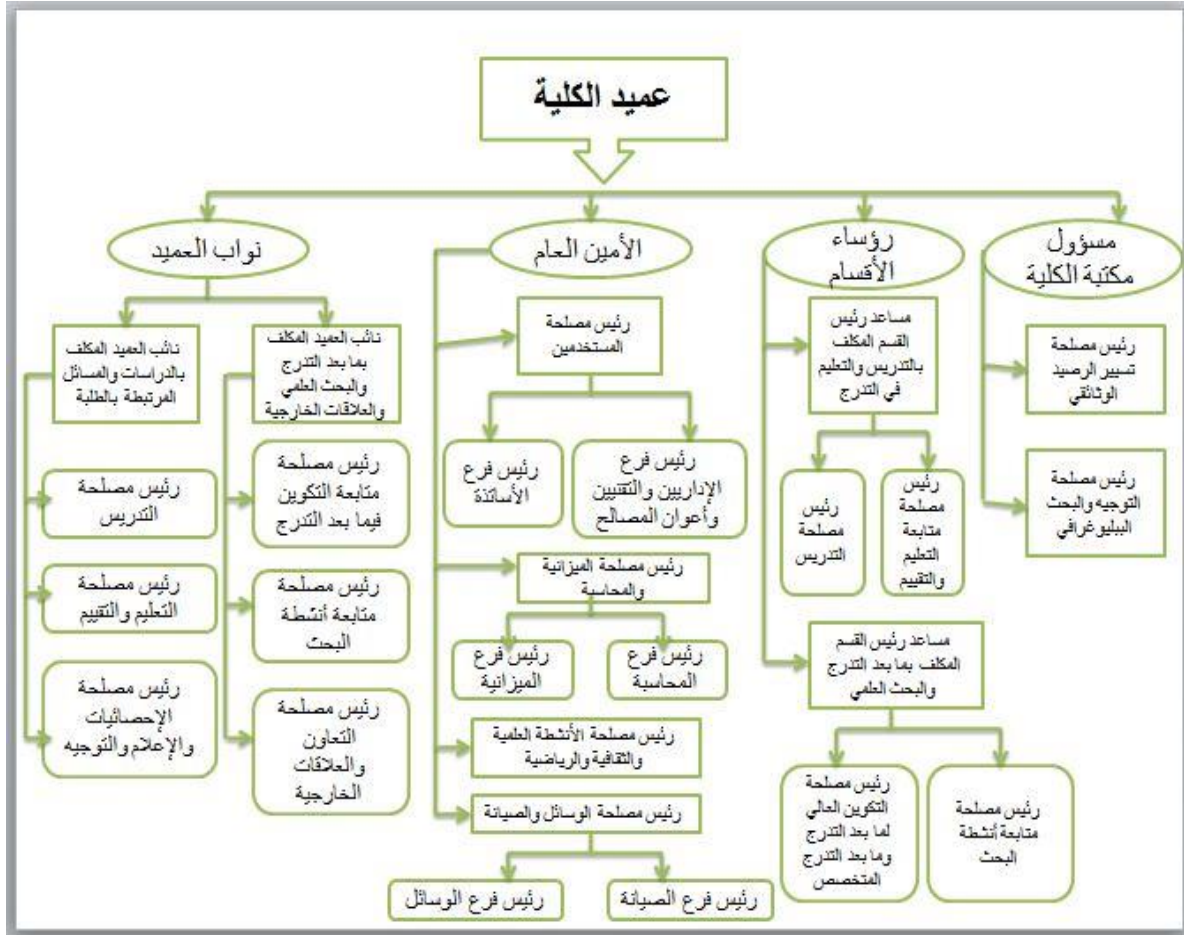 عميد الكلية
مسؤول
مكتبة الكلية
رئيس مصلحة
تسيير الرصيد
الوثائقي
رئيس مصلحة
التوجيه والبحث
الببليوغرافي
رؤساء
الأقسام
مساعد رئيس
القسم المكلف
بالتدريس والتعليم
في التدرج
رئيس
مصلحة
متابعة
التعليم
والتقييم
رئيس
مصلحة
التدريس
مساعد رئيس القسم
المكلف بما بعد التدرج
والبحث العلمي
رئيس مصلحة
متابعة أنشطة
البحث
رئيس مصلحة
التكوين العالي
لما بعد التدرج
وما بعد التدرج
المتخصص
الأمين العام
رئيس مصلحة
المستخدمين
رئيس فرع
الإداريين والتقنيين
وأعوان المصالح
رئيس فرع
الأساتذة
رئيس مصلحة الميزانية
والمحاسبة
رئيس فرع
المحاسبة
رئيس فرع
الميزانية
رئيس مصلحة الأنشطة العلمية
والثقافية والرياضية
رئيس مصلحة الوسائل والصيانة
رئيس فرع الصيانة
رئيس فرع الوسائل
نواب العميد
نائب العميد المكلف
بما بعد التدرج
والبحث العلمي
والعلاقات الخارجية
رئيس مصلحة
متابعة التكوين
فيما بعد التدرج
رئيس مصلحة
متابعة أنشطة
البحث
رئيس مصلحة
التعاون
والعلاقات
الخارجية
نائب العميد المكلف
بالدراسات والمسائل
المرتبطة بالطلبة
رئيس مصلحة
التدريس
رئيس مصلحة
التعليم والتقييم
رئيس مصلحة
الإحصائيات
والإعلام والتوجيه